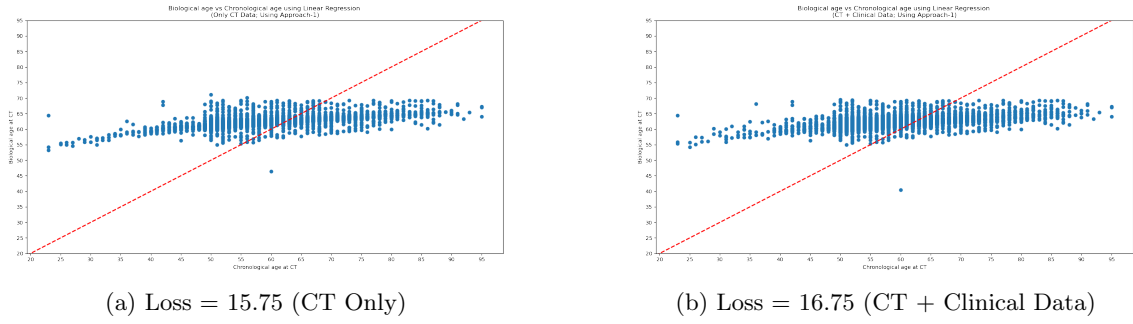 Biological age vs Chronological age using Linear Regression
(Only CT Data; Using Approach-1)
95
90
85
80
75
70
65
60
55
50
45
40
35
30
25
20
Biological age at CT
20 25 30 35 40 45 50 55 60 65 70 75 80 85 90 95
Chronological age at CT
(a) Loss = 15.75 (CT Only)
Biological age vs Chronological age using Linear Regression
(CT + Clinical Data; Using Approach-1)
95
90
85
80
75
70
65
60
55
50
45
40
35
30
25
20
Biological age at CT
20 25 30 35 40 45 50 55 60 65 70 75 80 85 90 95
Chronological age at CT
(b) Loss = 16.75 (CT + Clinical Data)